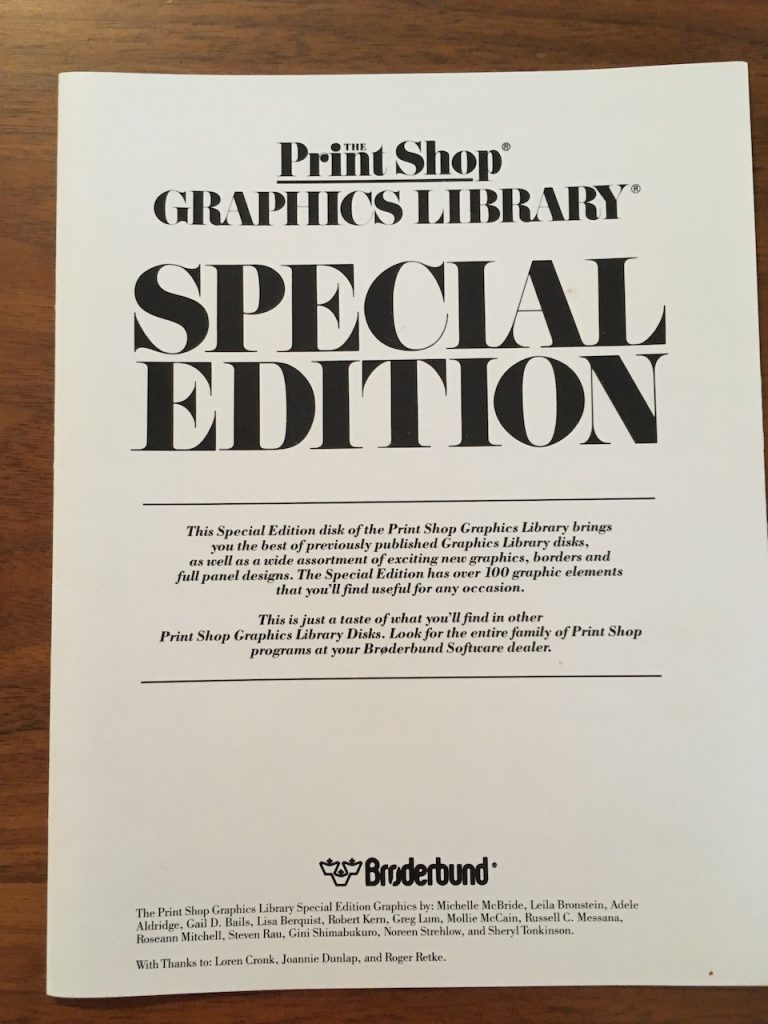 THE
Print Shop®
GRAPHICS LIBRARY®
SPECIAL
EDITION
This Special Edition disk of the Print Shop Graphics Library brings
you the best of previously published Graphics Library disks,
as well as a wide assortment of exciting new graphics, borders and
full panel designs. The Special Edition has over 100 graphic elements
that you'll find useful for any occasion.
This is just a taste of what you'll find in other
Print Shop Graphics Library Disks. Look for the entire family of Print Shop
programs at your Brøderbund Software dealer.
Brøderbund®
The Print Shop Graphics Library Special Edition Graphics by: Michelle McBride, Leila Bronstein, Adele
Aldridge, Gail D. Bails, Lisa Berquist, Robert Kern, Greg Lum, Mollie McCain, Russell C. Messana,
Roseann Mitchell, Steven Rau, Gini Shimabukuro, Noreen Strehlow, and Sheryl Tonkinson.
With Thanks to: Loren Cronk, Joannie Dunlap, and Roger Retke.